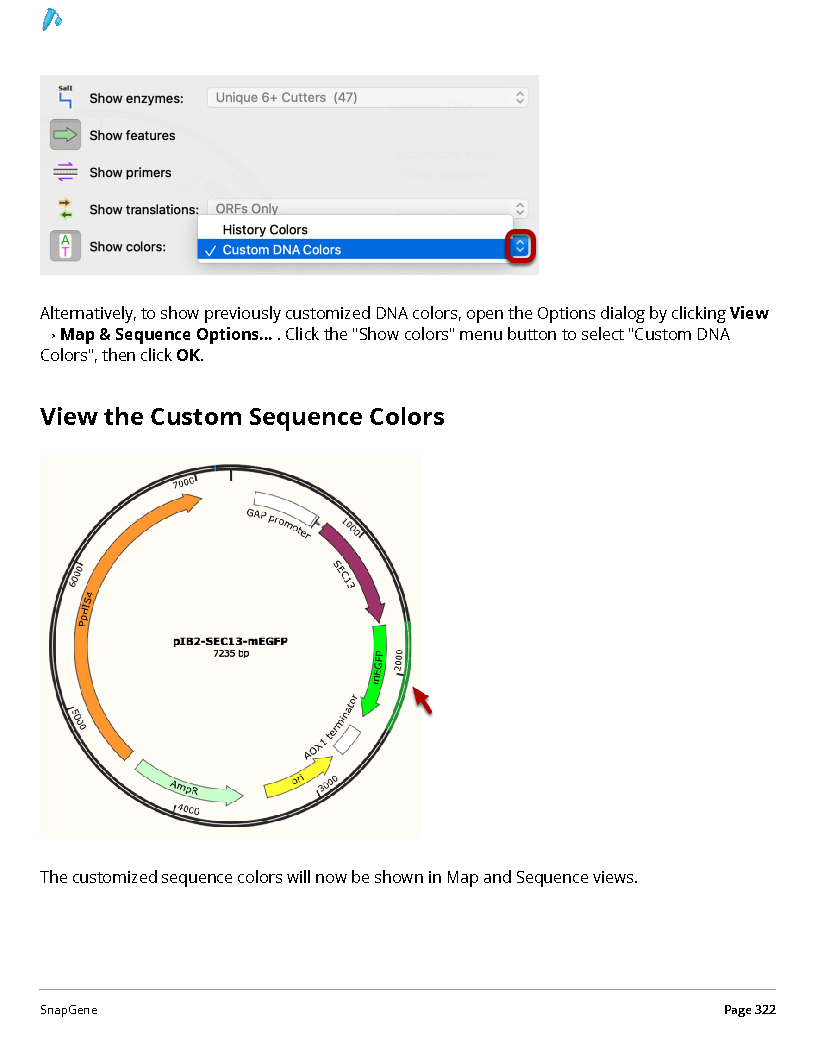 SalI
Show enzymes: Unique 6+ Cutters (47)
Show features
Show primers
Show translations: ORFs Only
History Colors
Show colors: ✓ Custom DNA Colors
A
T
Alternatively, to show previously customized DNA colors, open the Options dialog by clicking View
› Map & Sequence Options... . Click the "Show colors" menu button to select "Custom DNA
Colors", then click OK.
View the Custom Sequence Colors
7000
GAP promoter
1000
SEC13
6000
PpHIS4
pIB2-SEC13-mEGFP
7235 bp
mEGFP
2000
5000
AOX1 terminator
ori
3000
AmpR
4000
The customized sequence colors will now be shown in Map and Sequence views.
SnapGene Page 322